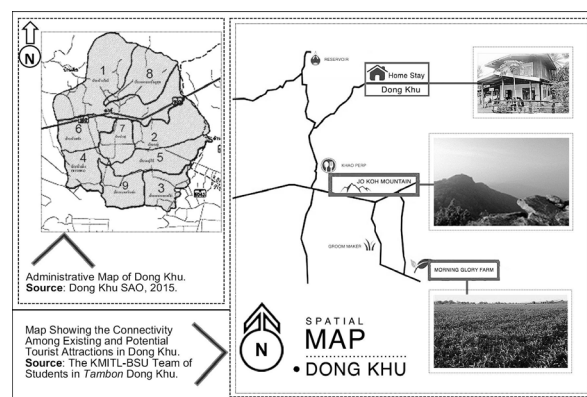 N
1
8
6
7
2
4
5
9
3
Administrative Map of Dong Khu.
Source: Dong Khu SAO, 2015.
Map Showing the Connectivity
Among Existing and Potential
Tourist Attractions in Dong Khu.
Source: The KMITL-BSU Team of
Students in Tambon Dong Khu.
RESERVOIR
Home Stay
Dong Khu
KHAO PERP
JO KOH MOUNTAIN
BROOM MAKER
MORNING GLORY FARM
N
SPATIAL
MAP
• DONG KHU